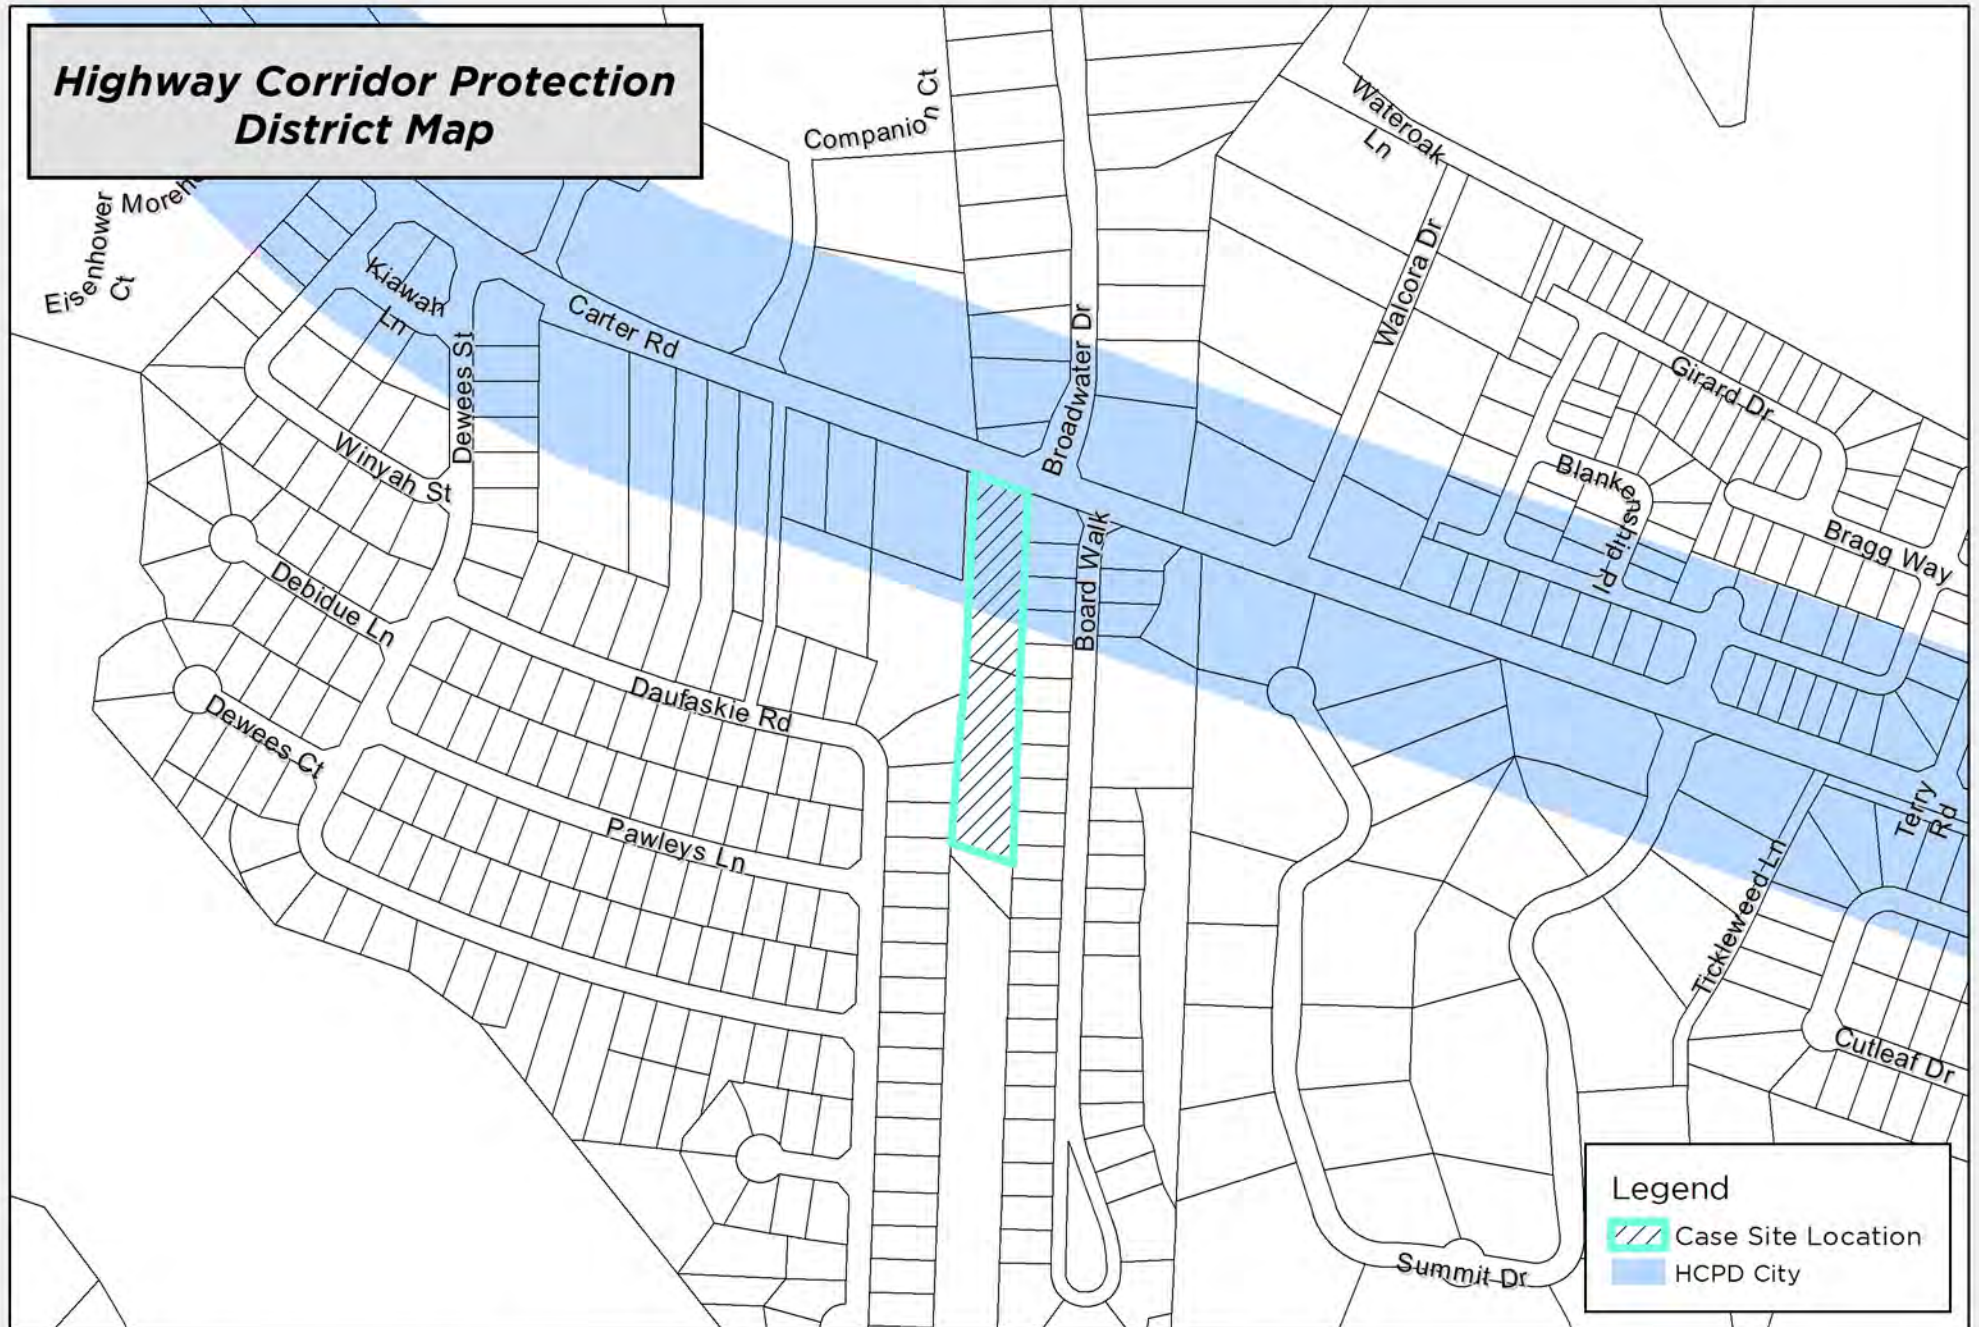 Highway Corridor Protection
District Map
Companion Ct
Wateroak
Ln
Eisenhower
Ct
Kiawah
Ln
Dewees St
Carter Rd
Broadwater Dr
Walcora Dr
Girard Dr
Winyah St
Blankenship Pl
Bragg Way
Board Walk
Debidue Ln
Daufaskie Rd
Dewees Ct
Pawleys Ln
Terry
Rd
Tickleweed Ln
Cutleaf Dr
Summit Dr
Legend
Case Site Location
HCPD City